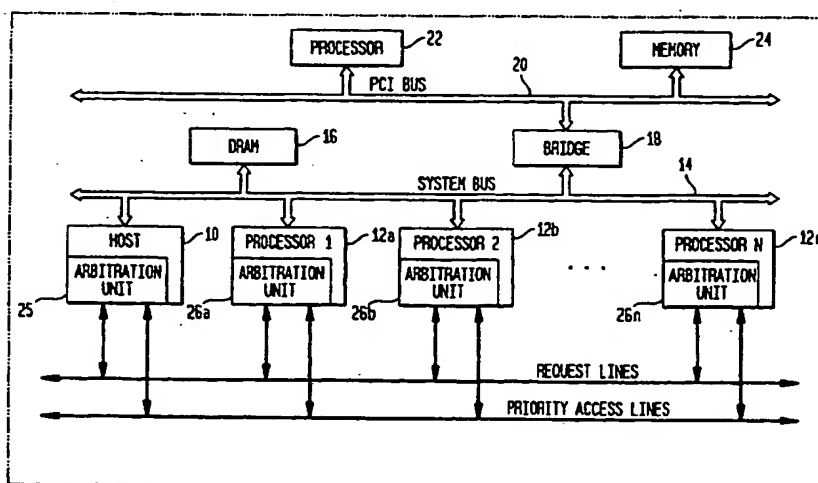 PROCESSOR 22
MEMORY 24
PCI BUS 20
DRAM 16
BRIDGE 18
SYSTEM BUS 14
HOST 10
ARBITRATION UNIT 25
PROCESSOR 1 12a
ARBITRATION UNIT 26a
PROCESSOR 2 12b
ARBITRATION UNIT 26b
...
PROCESSOR N 12n
ARBITRATION UNIT 26n
REQUEST LINES
PRIORITY ACCESS LINES